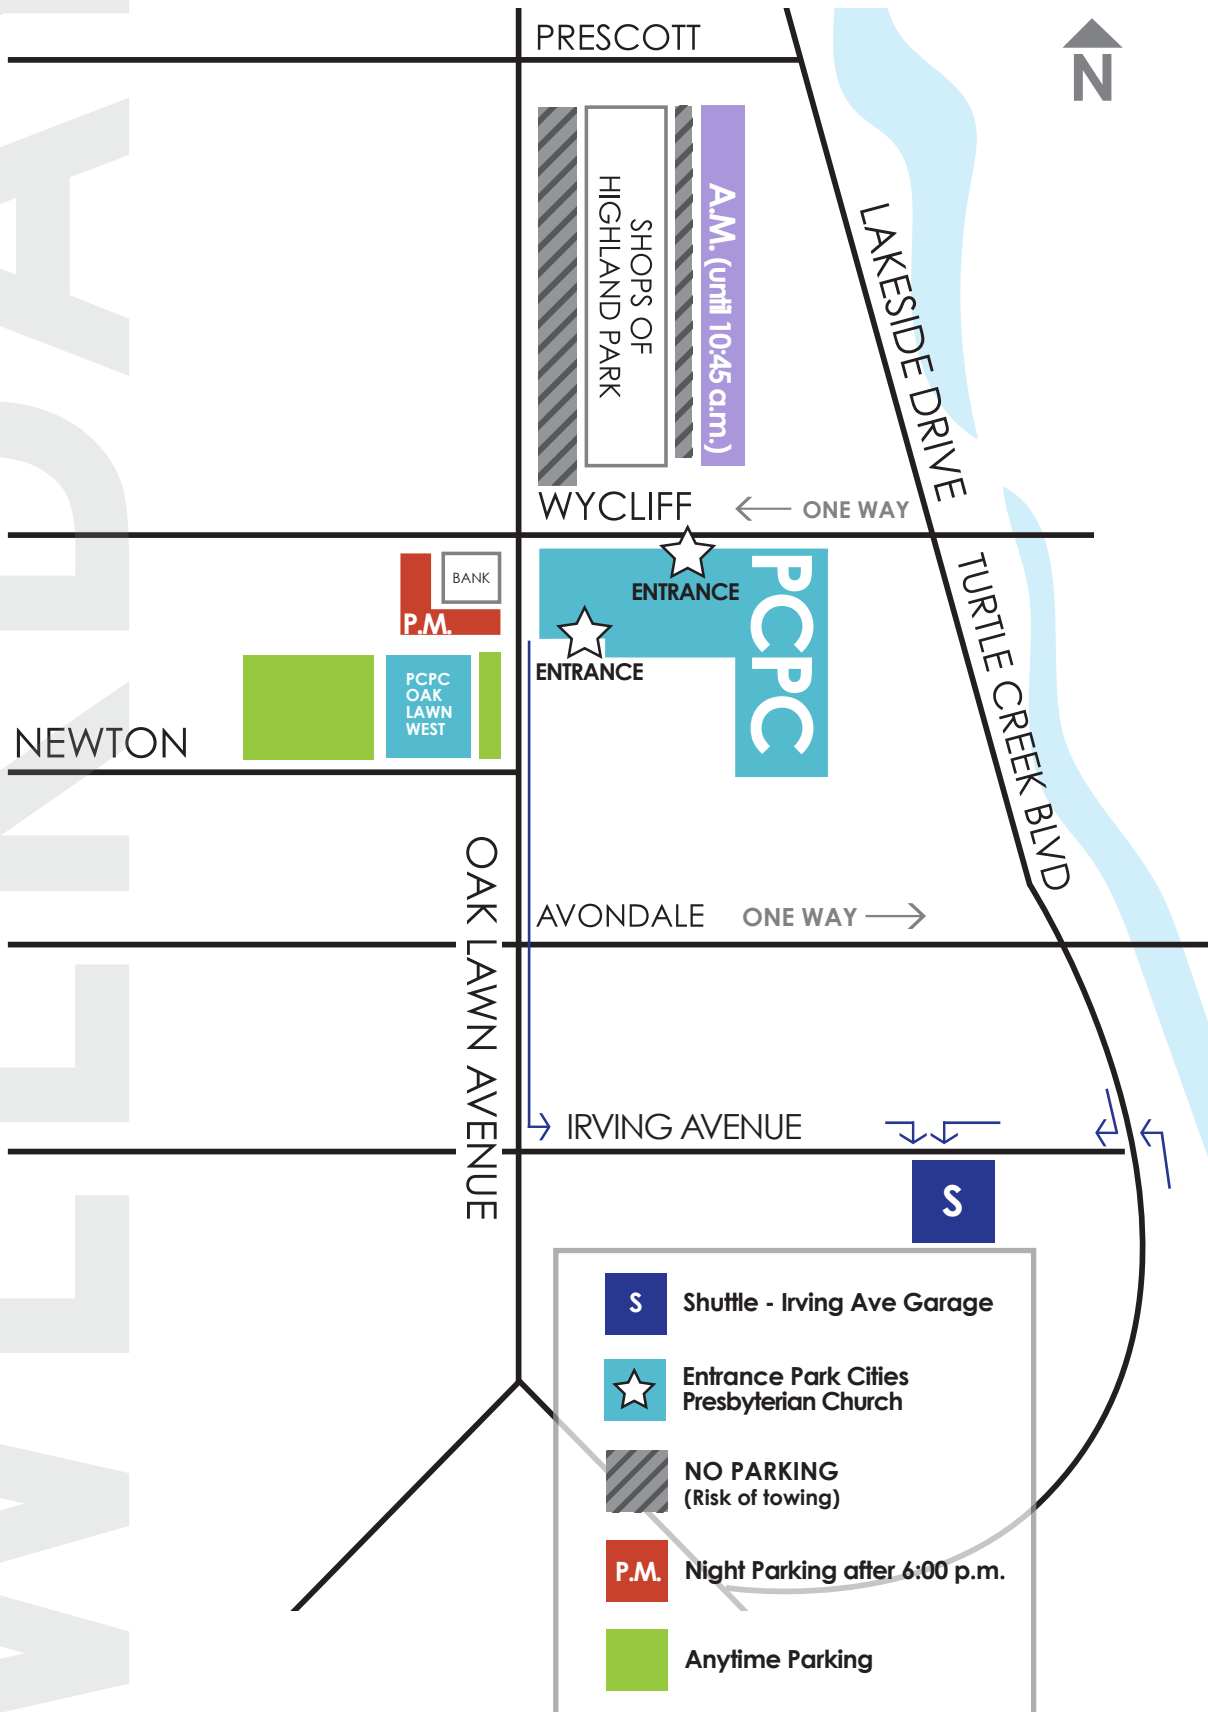 PRESCOTT
N
SHOPS OF
HIGHLAND PARK
A.M. (until 10:45 a.m.)
LAKESIDE DRIVE
WYCLIFF
ONE WAY
BANK
P.M.
ENTRANCE
ENTRANCE
PCPC
PCPC
OAK
LAWN
WEST
TURTLE CREEK BLVD
NEWTON
OAK LAWN AVENUE
AVONDALE
ONE WAY
IRVING AVENUE
S
S
Shuttle - Irving Ave Garage
Entrance Park Cities
Presbyterian Church
NO PARKING
(Risk of towing)
P.M.
Night Parking after 6:00 p.m.
Anytime Parking